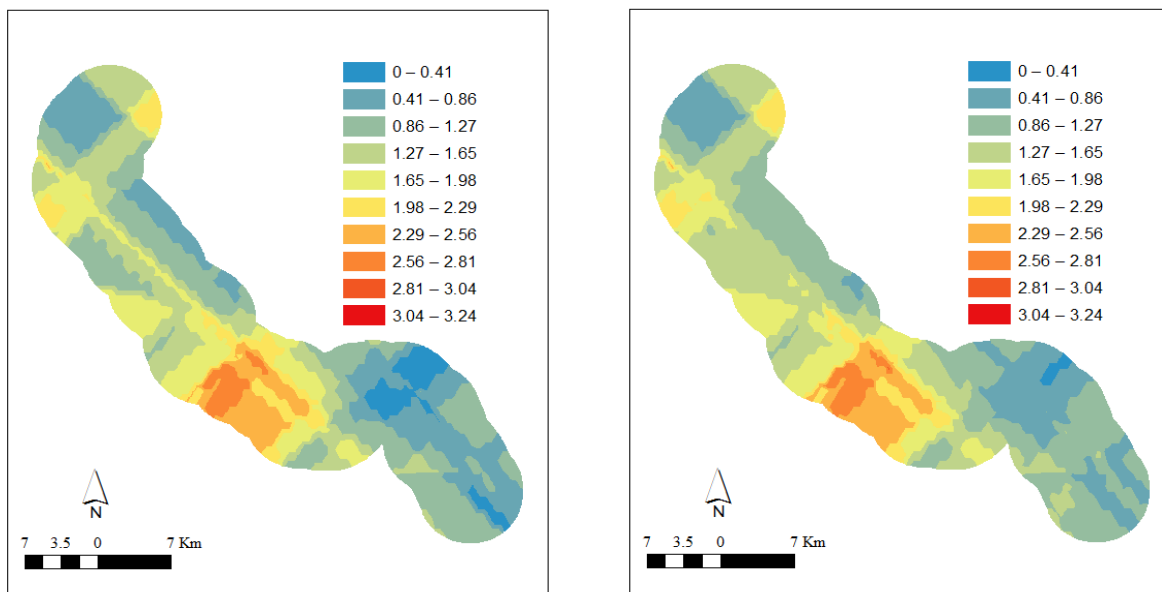 0 – 0.41
0.41 – 0.86
0.86 – 1.27
1.27 – 1.65
1.65 – 1.98
1.98 – 2.29
2.29 – 2.56
2.56 – 2.81
2.81 – 3.04
3.04 – 3.24
N
7 3.5 0 7 Km
0 – 0.41
0.41 – 0.86
0.86 – 1.27
1.27 – 1.65
1.65 – 1.98
1.98 – 2.29
2.29 – 2.56
2.56 – 2.81
2.81 – 3.04
3.04 – 3.24
N
7 3.5 0 7 Km